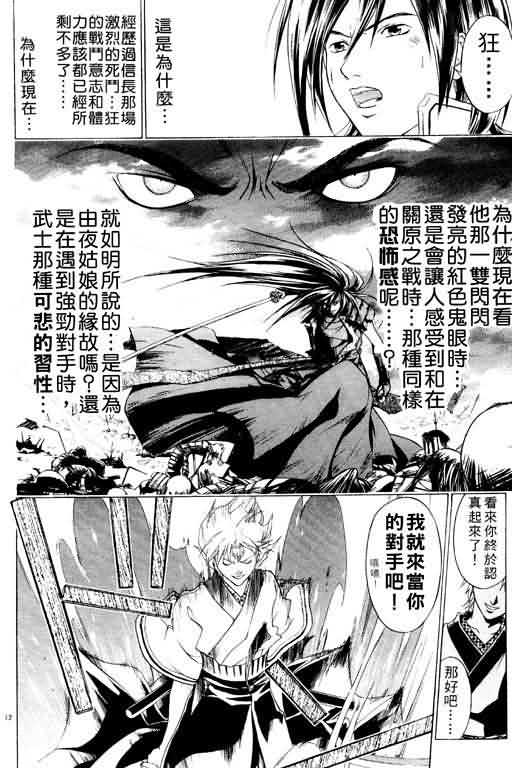 狂……
這是為什麼…
經歷過信長那場
激烈的死鬥…狂
的戰鬥意志和體
力應該都已經所
剩不多了……
為什麼現在…
為什麼現在看
他那一雙閃閃
發亮的紅色鬼眼時…
還是會讓人感受到和在
關原之戰時…那種同樣
的恐怖感呢……？
就如明所說的…是因為
由夜姑娘的緣故嗎？還
是在遇到強勁對手時，
武士那種可悲的習性…
看來你終於認
真起來了！
那好吧……
我就來當你
的對手吧！
嘻嘻
12